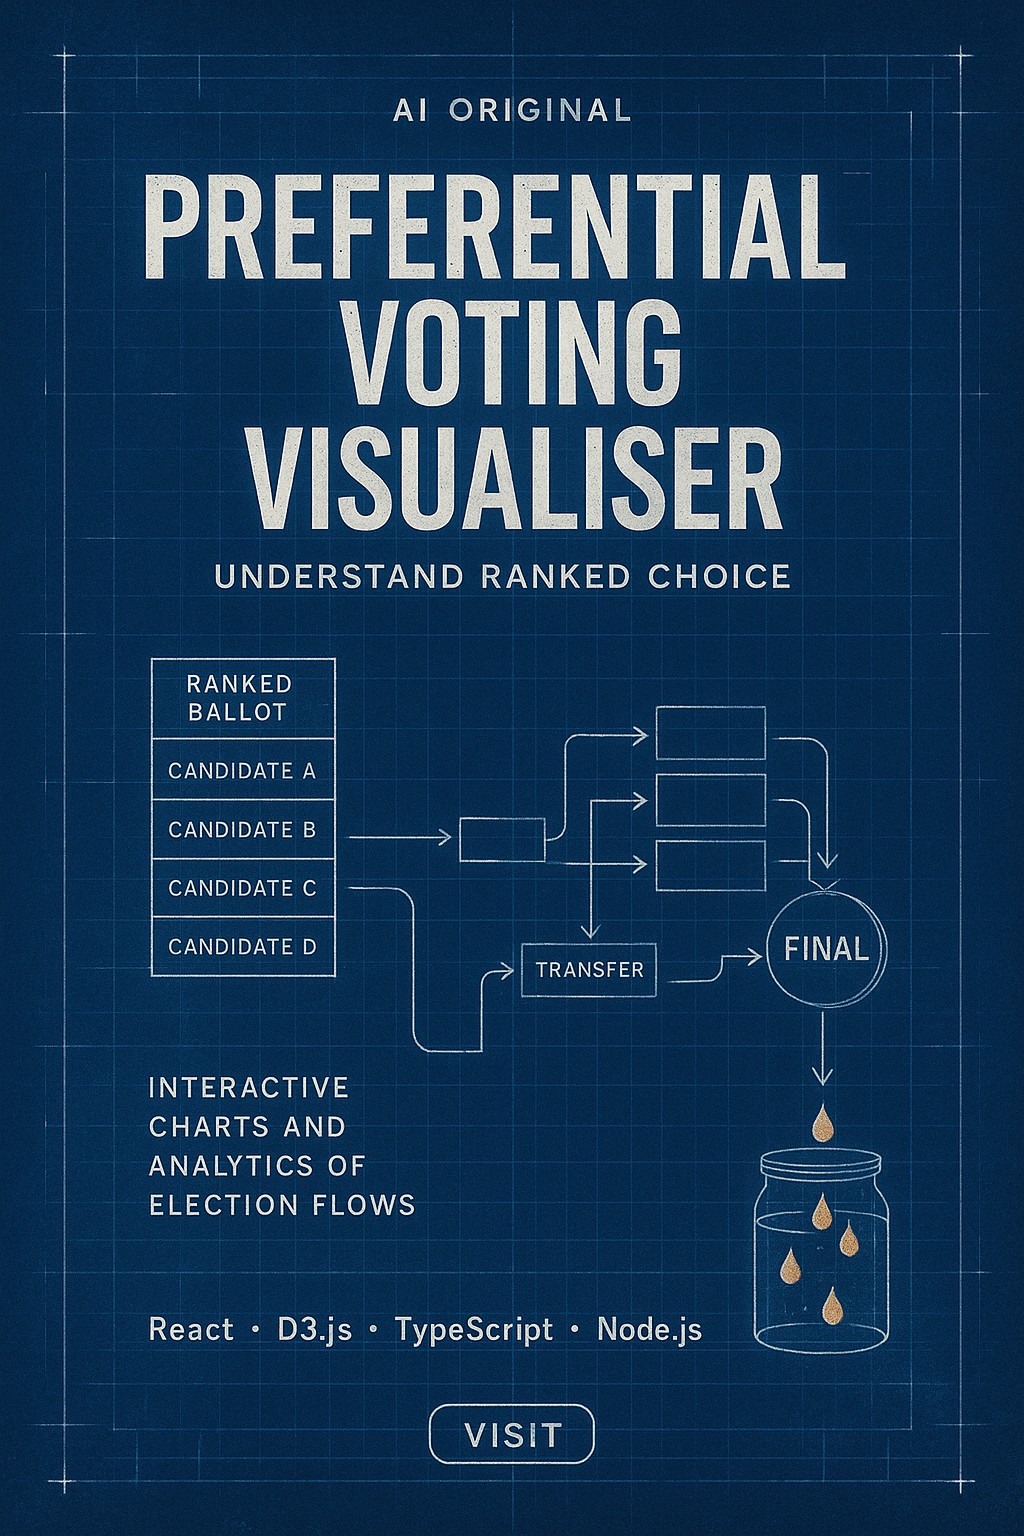 AI ORIGINAL
PREFERENTIAL
VOTING
VISUALISER
UNDERSTAND RANKED CHOICE
RANKED
BALLOT
CANDIDATE A
CANDIDATE B
CANDIDATE C
CANDIDATE D
TRANSFER
FINAL
INTERACTIVE
CHARTS AND
ANALYTICS OF
ELECTION FLOWS
React • D3.js • TypeScript • Node.js
VISIT